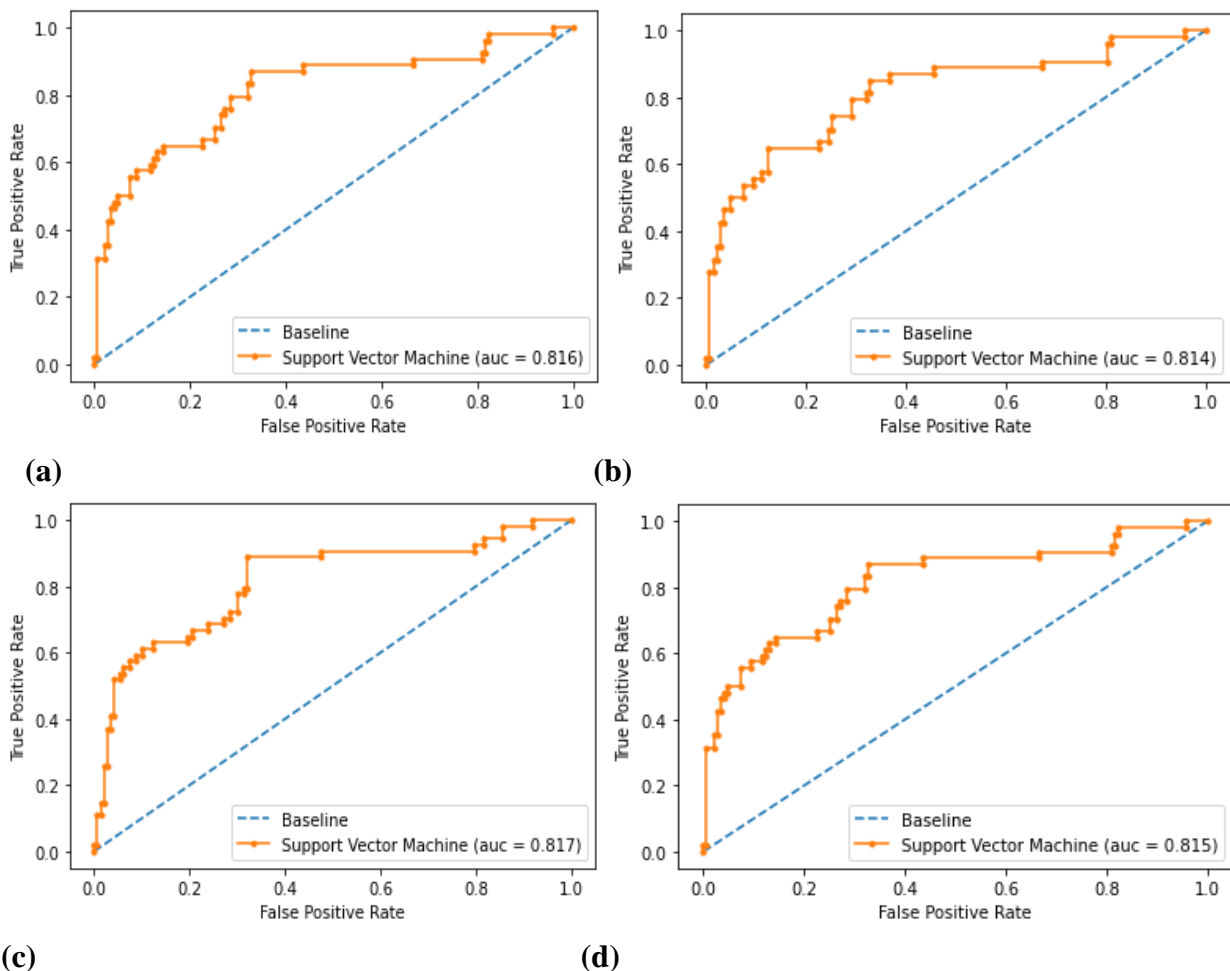 1.0
0.8
0.6
0.4
0.2
0.0
True Positive Rate
Baseline
Support Vector Machine (auc = 0.816)
0.0 0.2 0.4 0.6 0.8 1.0
False Positive Rate
(a)
1.0
0.8
0.6
0.4
0.2
0.0
True Positive Rate
Baseline
Support Vector Machine (auc = 0.814)
0.0 0.2 0.4 0.6 0.8 1.0
False Positive Rate
(b)
1.0
0.8
0.6
0.4
0.2
0.0
True Positive Rate
Baseline
Support Vector Machine (auc = 0.817)
0.0 0.2 0.4 0.6 0.8 1.0
False Positive Rate
(c)
1.0
0.8
0.6
0.4
0.2
0.0
True Positive Rate
Baseline
Support Vector Machine (auc = 0.815)
0.0 0.2 0.4 0.6 0.8 1.0
False Positive Rate
(d)